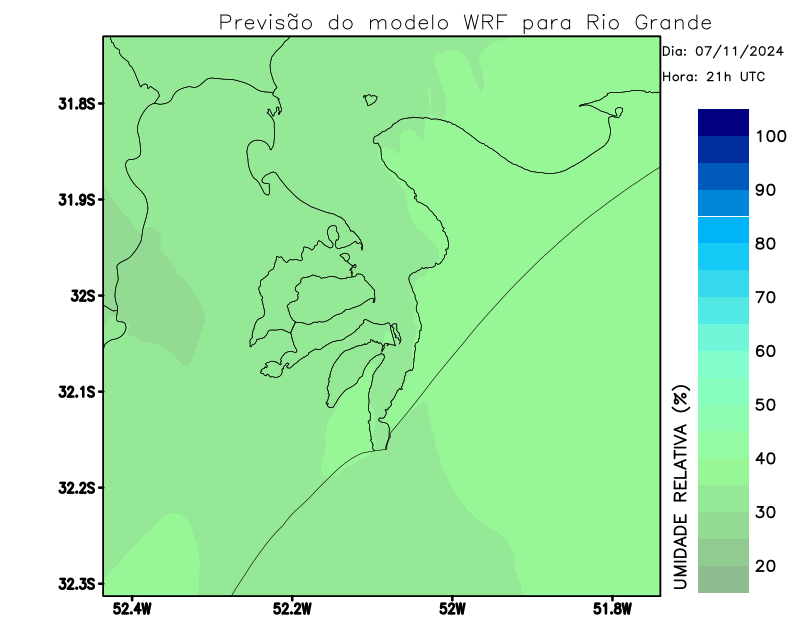 Previsão do modelo WRF para Rio Grande
Dia: 07/11/2024
Hora: 21h UTC
31.8S
31.9S
32S
32.1S
32.2S
32.3S
52.4W
52.2W
52W
51.8W
100
90
80
70
60
50
40
30
20
UMIDADE RELATIVA (%)